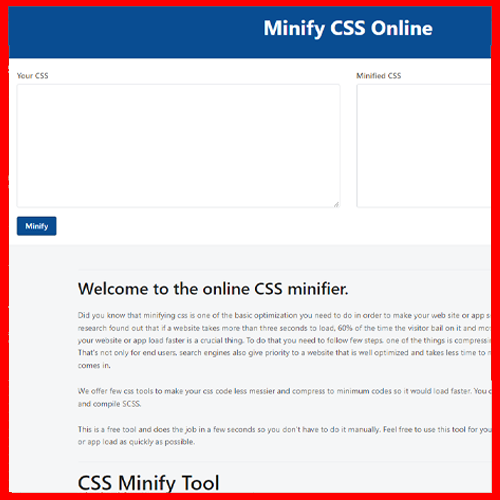 Minify CSS Online
Your CSS
Minified CSS
Minify
Welcome to the online CSS minifier.
Did you know that minifying css is one of the basic optimization you need to do in order to make your web site or app
research found out that if a website takes more than three seconds to load, 60% of the time the visitor bail on it and
your website or app load faster is a crucial thing. To do that you need to follow few steps. one of the things is
That's not only for end users, search engines also give priority to a website that is well optimized and takes less time to
comes in.
We offer few css tools to make your css code less messier and compress to minimum codes so it would load faster. You
and compile SCSS.
This is a free tool and does the job in a few seconds so you don't have to do it manually. Feel free to use this tool for
or app load as quickly as possible.
CSS Minify Tool